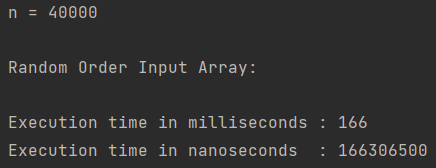 n = 40000
Random Order Input Array:
Execution time in milliseconds : 166
Execution time in nanoseconds  : 166306500